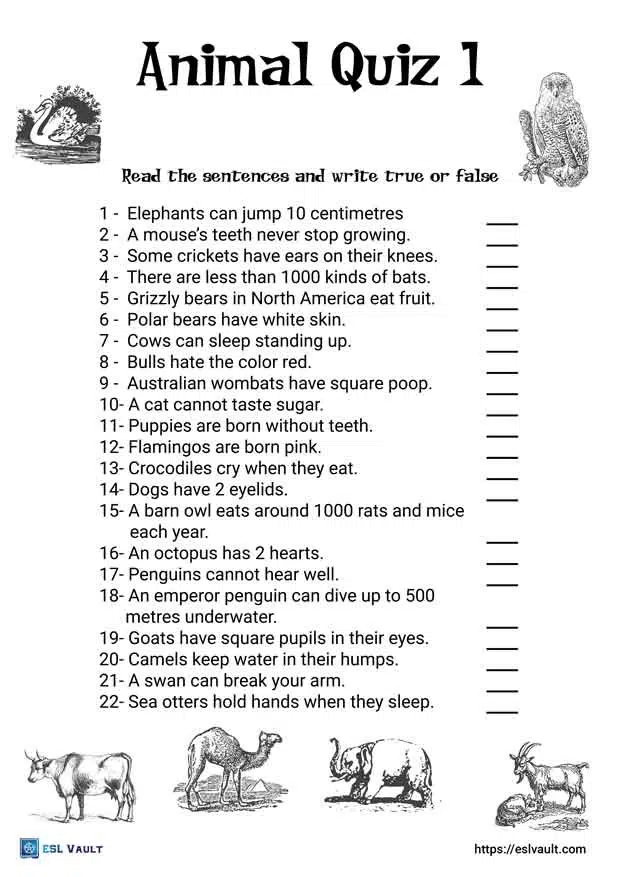 Animal Quiz 1
Read the sentences and write true or false
1 - Elephants can jump 10 centimetres
2 - A mouse's teeth never stop growing.
3 - Some crickets have ears on their knees.
4 - There are less than 1000 kinds of bats.
5 - Grizzly bears in North America eat fruit.
6 - Polar bears have white skin.
7 - Cows can sleep standing up.
8 - Bulls hate the color red.
9 - Australian wombats have square poop.
10- A cat cannot taste sugar.
11- Puppies are born without teeth.
12- Flamingos are born pink.
13- Crocodiles cry when they eat.
14- Dogs have 2 eyelids.
15- A barn owl eats around 1000 rats and mice
each year.
16- An octopus has 2 hearts.
17- Penguins cannot hear well.
18- An emperor penguin can dive up to 500
metres underwater.
19- Goats have square pupils in their eyes.
20- Camels keep water in their humps.
21- A swan can break your arm.
22- Sea otters hold hands when they sleep.
ESL VAULT
https://eslvault.com